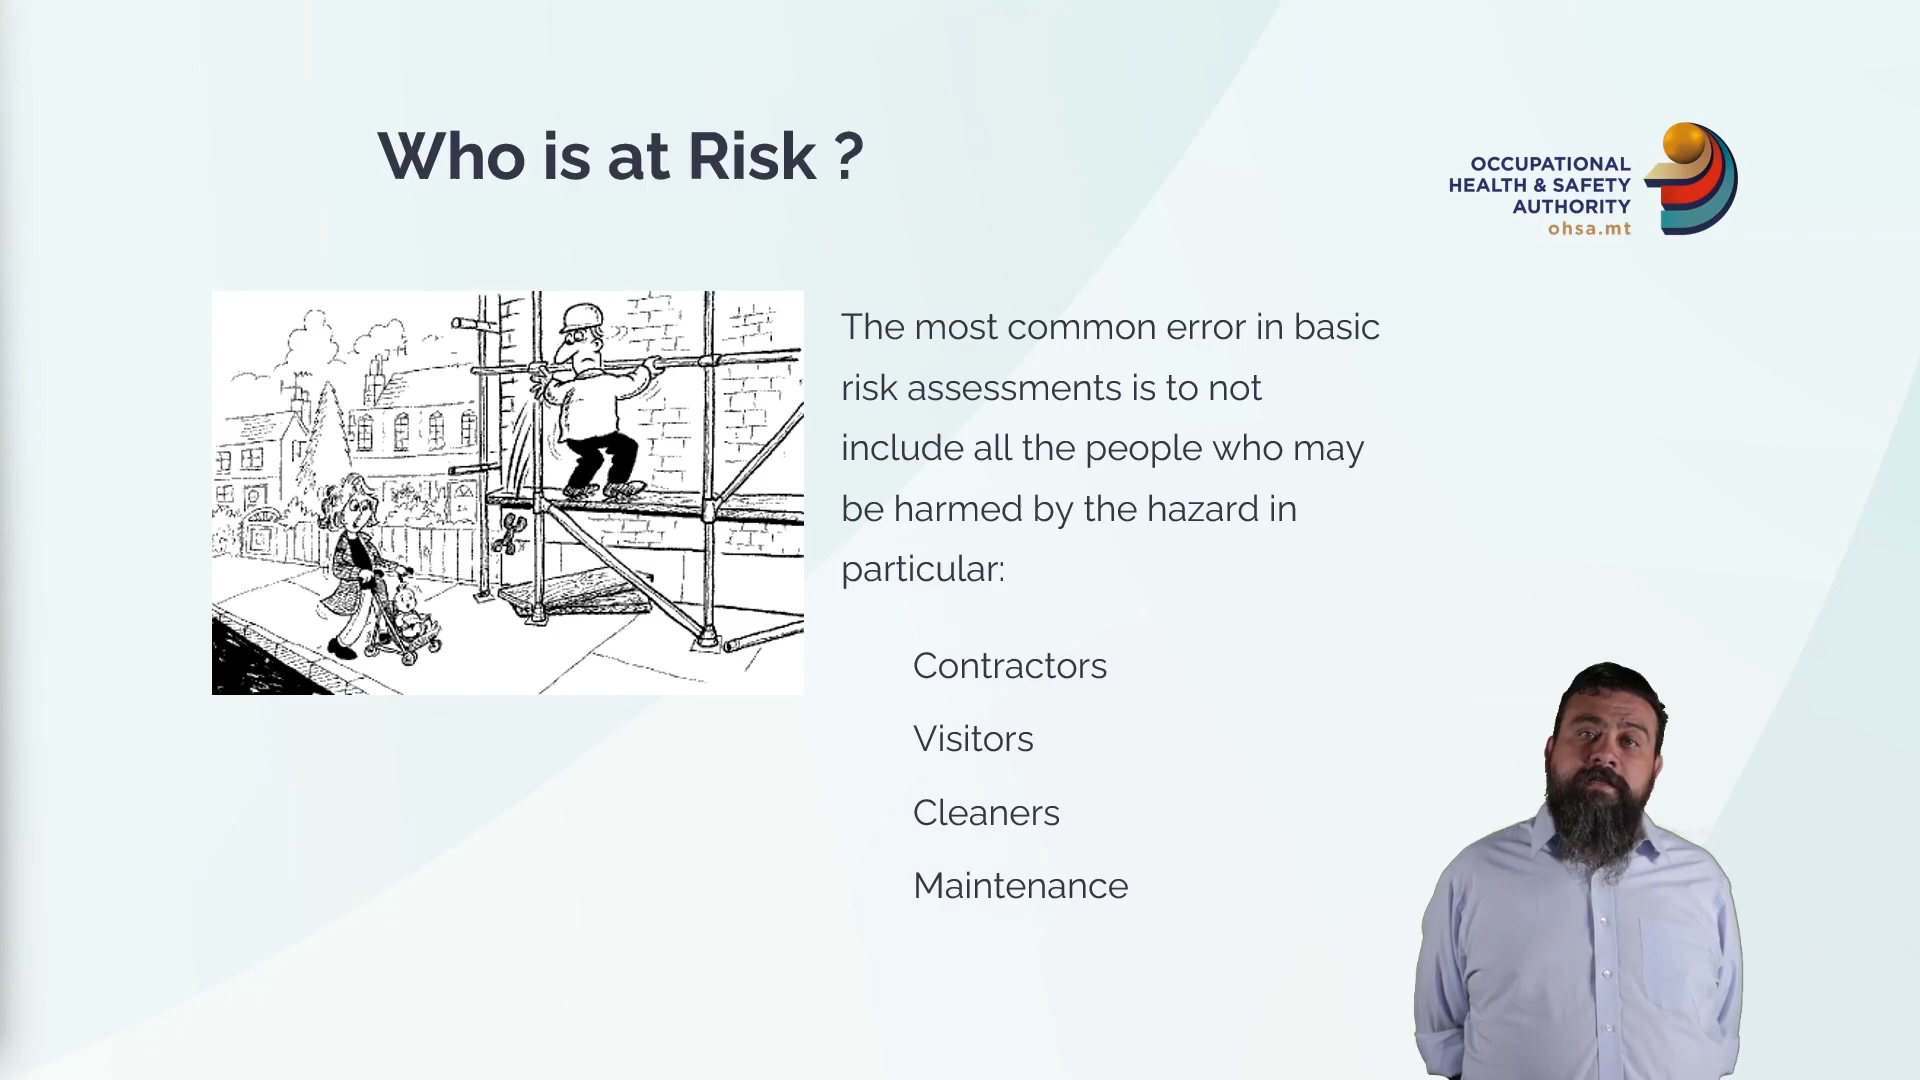 Who is at Risk ?
OCCUPATIONAL
HEALTH & SAFETY
AUTHORITY
ohsa.mt
The most common error in basic
risk assessments is to not
include all the people who may
be harmed by the hazard in
particular:
Contractors
Visitors
Cleaners
Maintenance